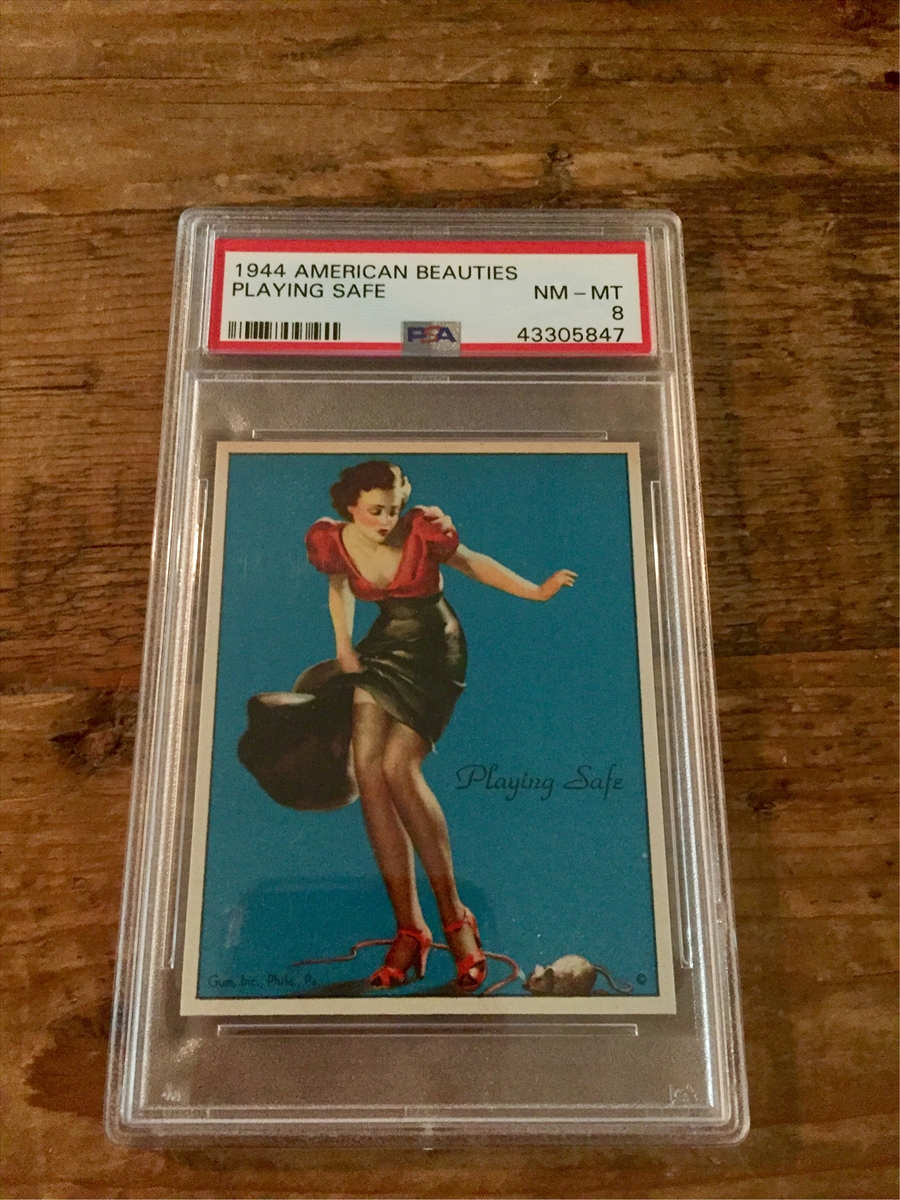 1944 AMERICAN BEAUTIES
PLAYING SAFE NM - MT
8
PSA 43305847
Playing Safe
Gum, Inc., Phila., Pa. ©